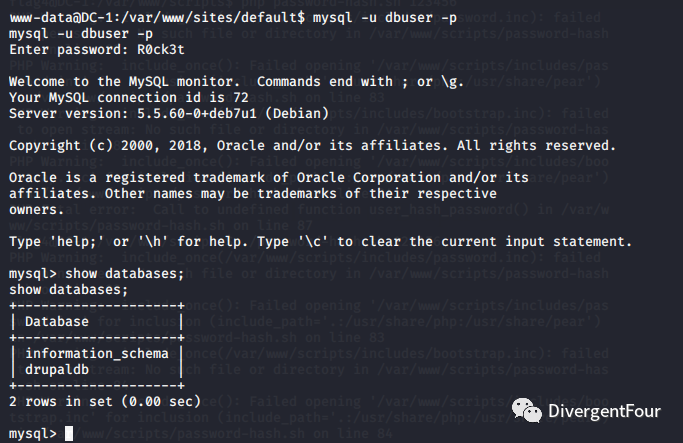 www-data@DC-1:/var/www/sites/default$ mysql -u dbuser -p
mysql -u dbuser -p
Enter password: R0ck3t
Welcome to the MySQL monitor.  Commands end with ; or \g.
Your MySQL connection id is 72
Server version: 5.5.60-0+deb7u1 (Debian)
Copyright (c) 2000, 2018, Oracle and/or its affiliates. All rights reserved.
Oracle is a registered trademark of Oracle Corporation and/or its
affiliates. Other names may be trademarks of their respective
owners.
Type 'help;' or '\h' for help. Type '\c' to clear the current input statement.
mysql> show databases;
show databases;
+--------------------+
| Database           |
+--------------------+
| information_schema |
| drupaldb           |
+--------------------+
2 rows in set (0.00 sec)
DivergentFour
mysql>